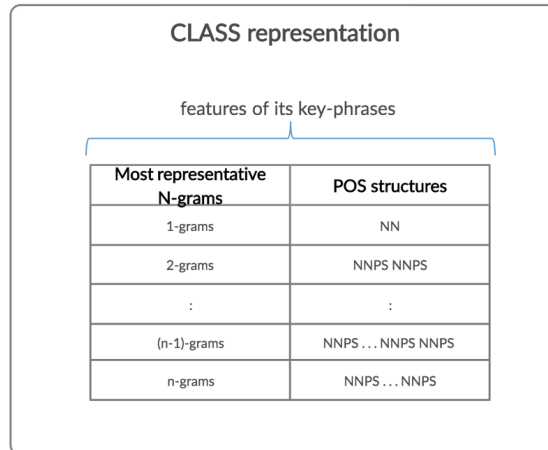 CLASS representation
features of its key-phrases
Most representative
N-grams
POS structures
1-grams
NN
2-grams
NNPS NNPS
:
:
(n-1)-grams
NNPS . . . NNPS NNPS
n-grams
NNPS . . . NNPS